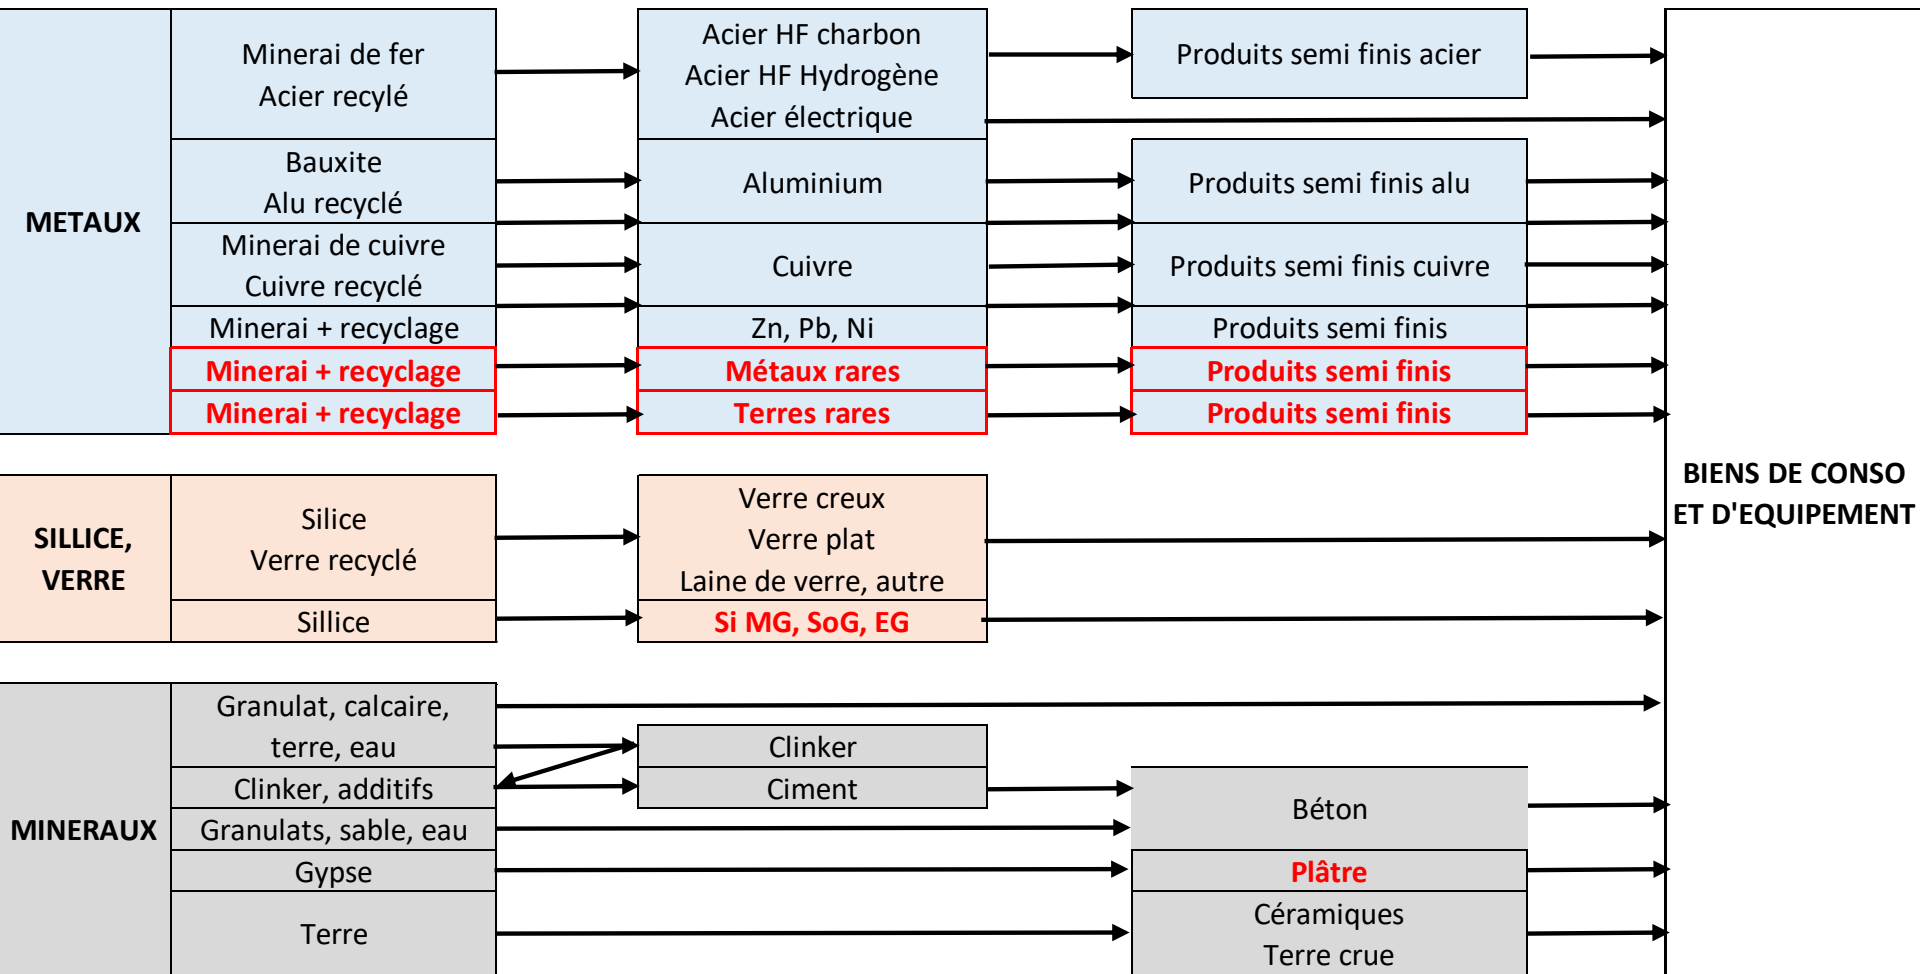 METAUX
Minerai de fer
Acier recylé
Acier HF charbon
Acier HF Hydrogène
Acier électrique
Produits semi finis acier
Bauxite
Alu recyclé
Aluminium
Produits semi finis alu
Minerai de cuivre
Cuivre recyclé
Cuivre
Produits semi finis cuivre
Minerai + recyclage
Zn, Pb, Ni
Produits semi finis
Minerai + recyclage
Métaux rares
Produits semi finis
Minerai + recyclage
Terres rares
Produits semi finis
BIENS DE CONSO
ET D'EQUIPEMENT
SILLICE,
VERRE
Silice
Verre recyclé
Verre creux
Verre plat
Laine de verre, autre
Sillice
Si MG, SoG, EG
MINERAUX
Granulat, calcaire,
terre, eau
Clinker
Clinker, additifs
Ciment
Béton
Granulats, sable, eau
Gypse
Plâtre
Terre
Céramiques
Terre crue